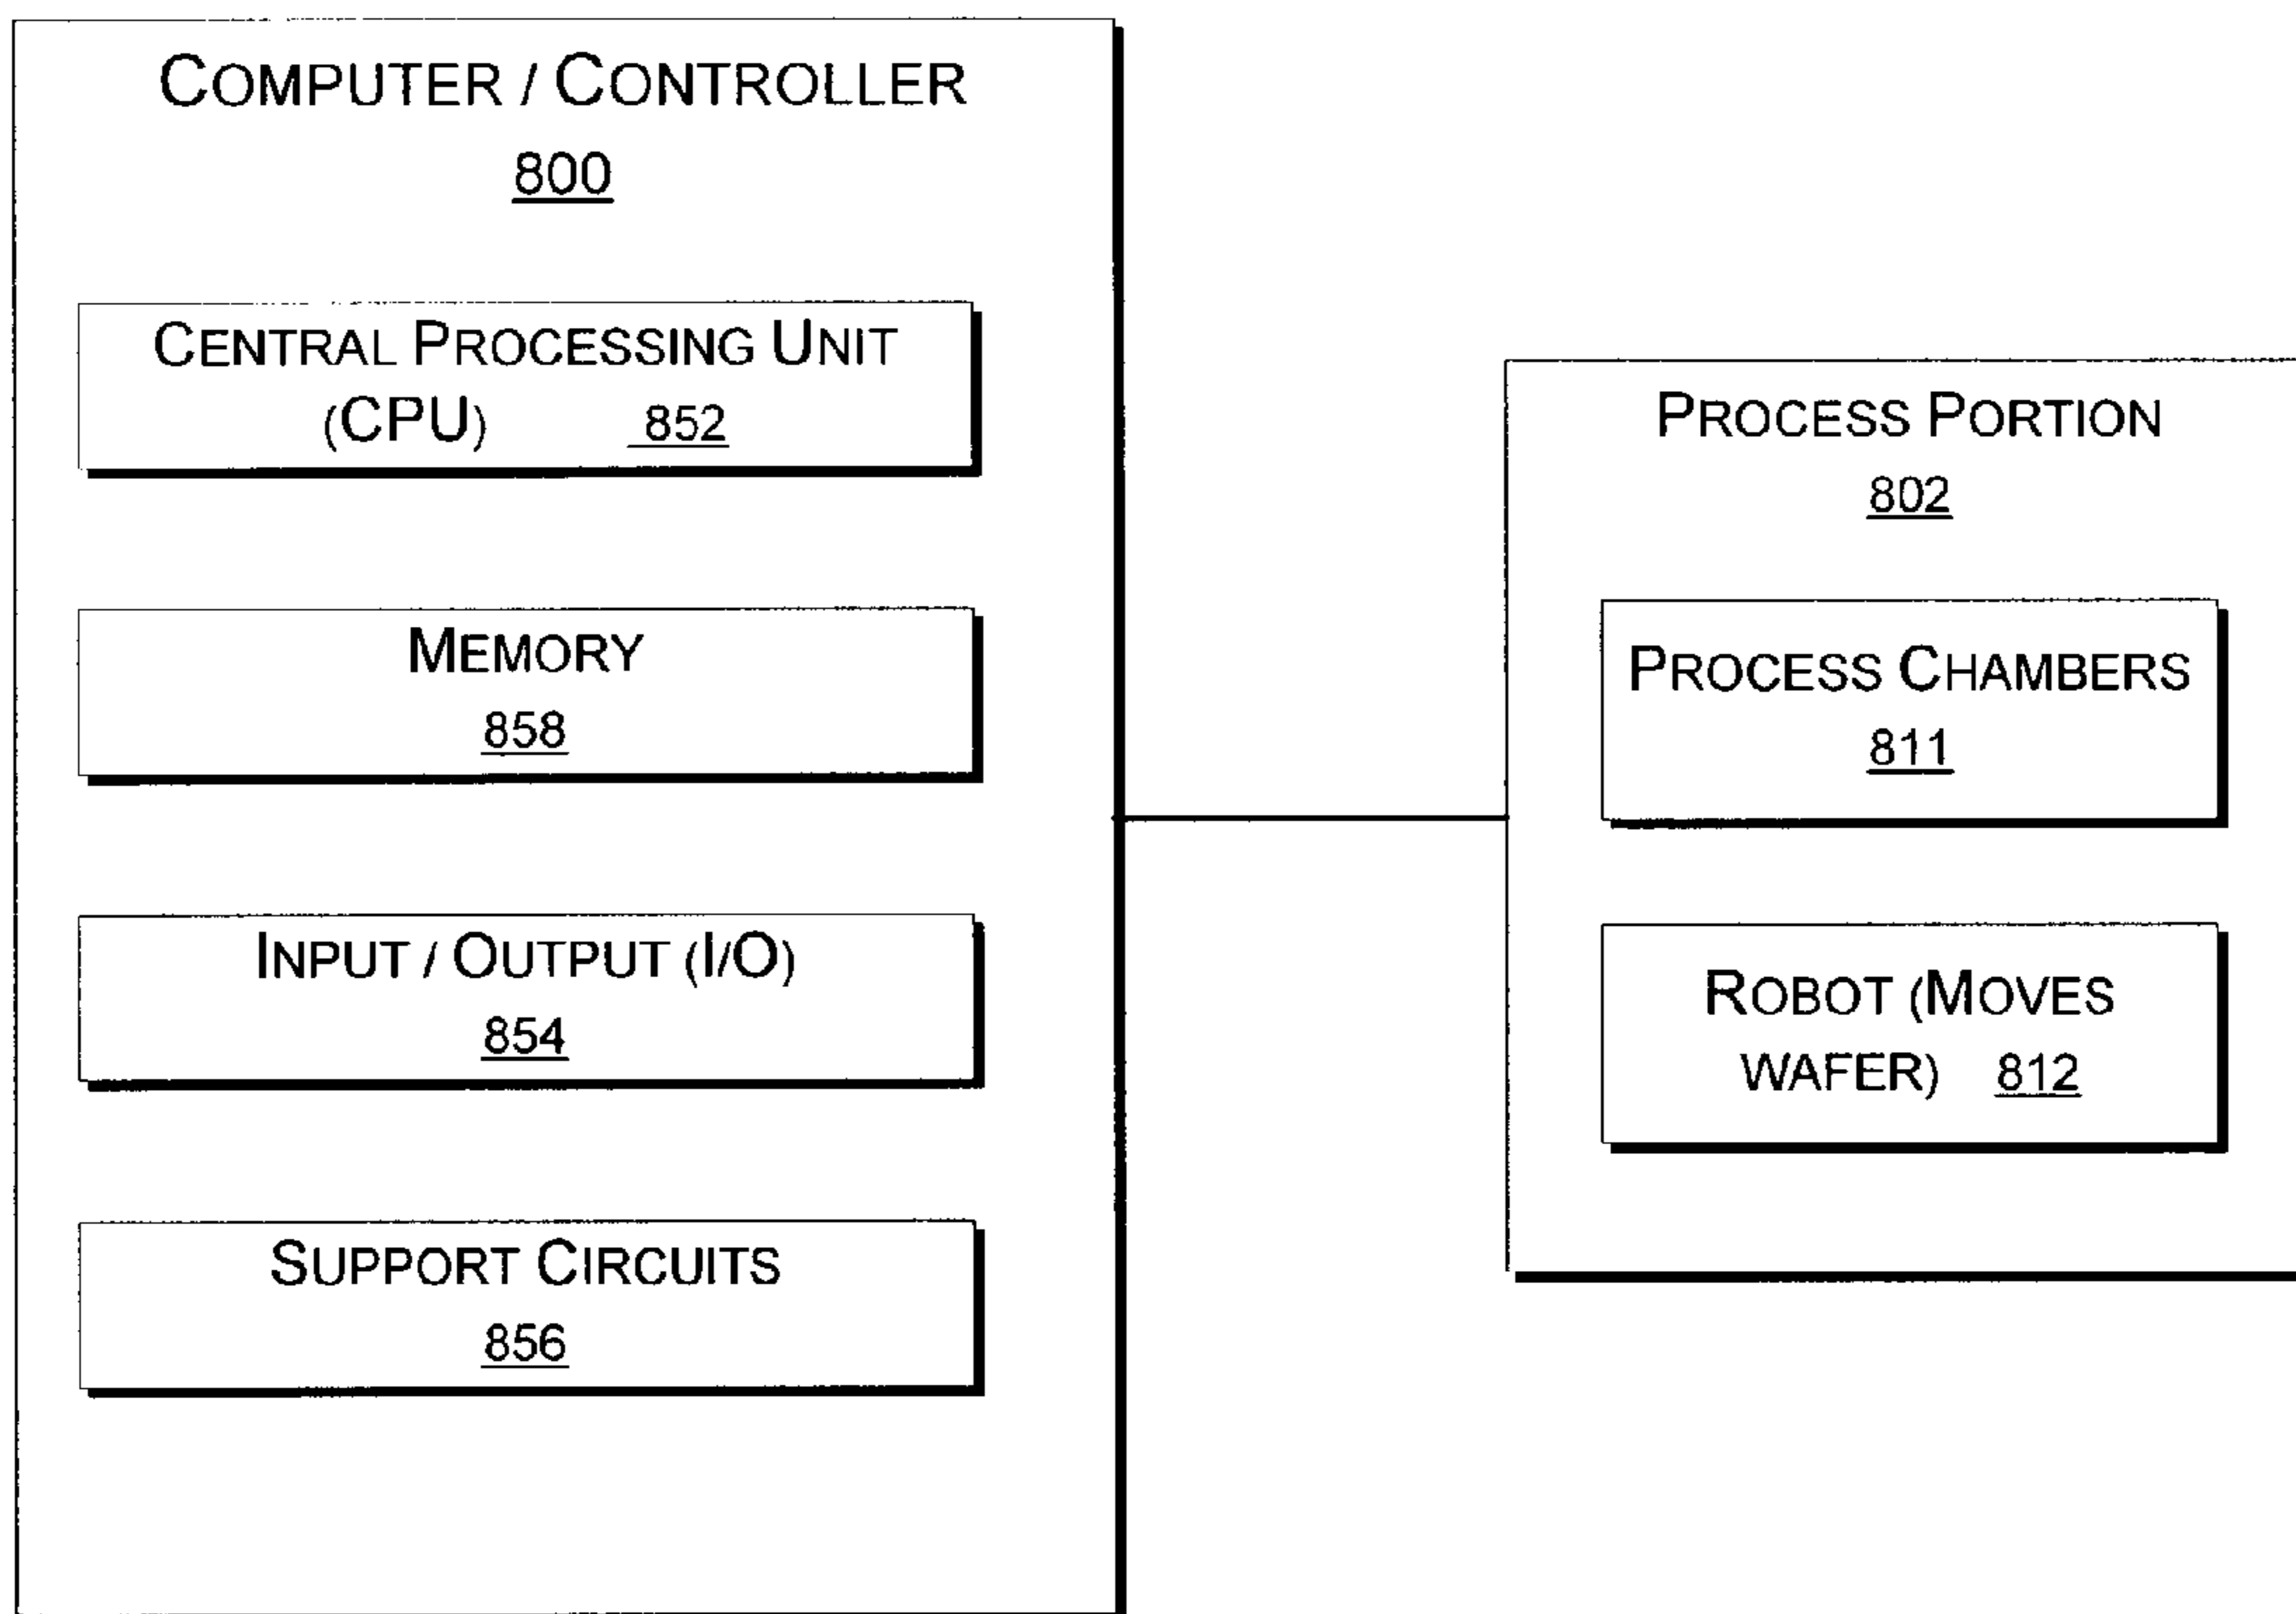 COMPUTER / CONTROLLER
800
CENTRAL PROCESSING UNIT
(CPU) 852
MEMORY
858
INPUT / OUTPUT (I/O)
854
SUPPORT CIRCUITS
856
PROCESS PORTION
802
PROCESS CHAMBERS
811
ROBOT (MOVES
WAFER) 812